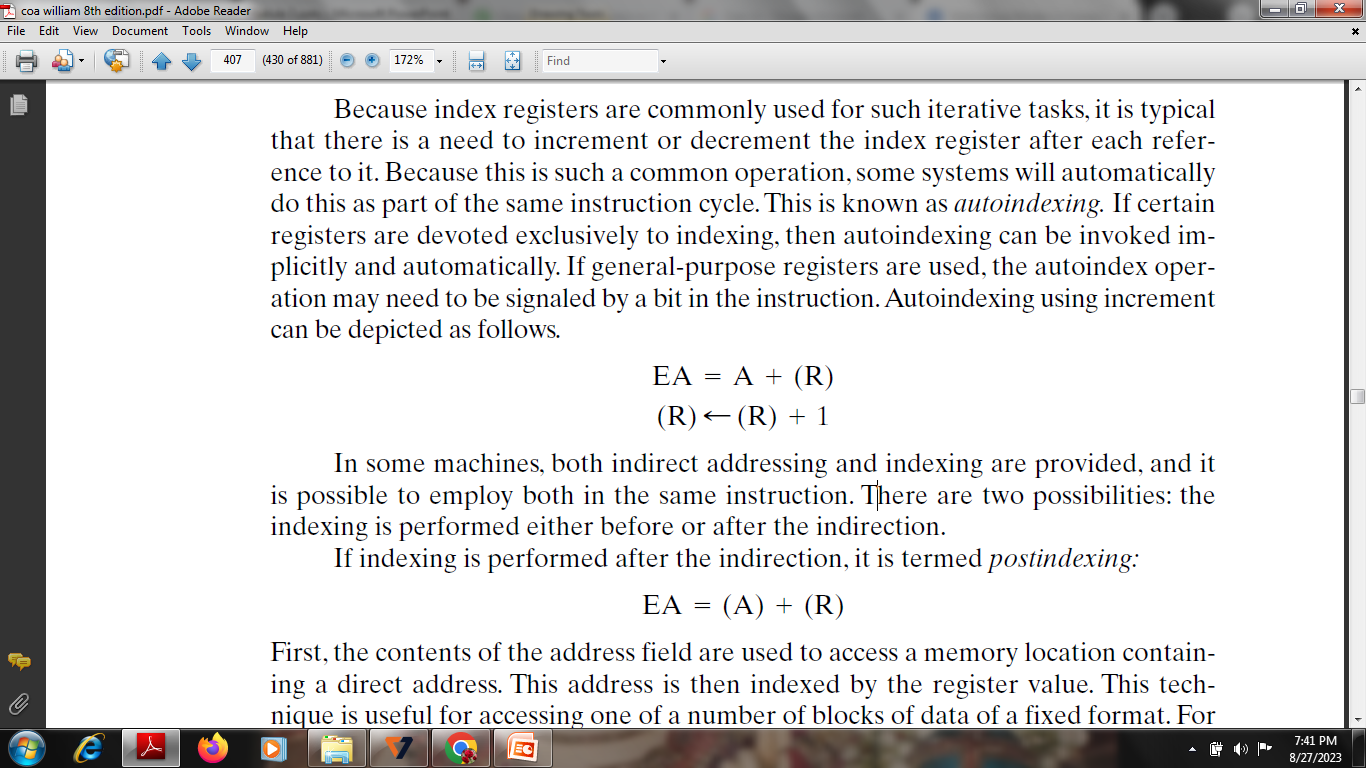 coa william 8th edition.pdf - Adobe Reader
File Edit View Document Tools Window Help
407 (430 of 881) 172% Find
Because index registers are commonly used for such iterative tasks, it is typical
that there is a need to increment or decrement the index register after each refer-
ence to it. Because this is such a common operation, some systems will automatically
do this as part of the same instruction cycle. This is known as autoindexing. If certain
registers are devoted exclusively to indexing, then autoindexing can be invoked im-
plicitly and automatically. If general-purpose registers are used, the autoindex oper-
ation may need to be signaled by a bit in the instruction. Autoindexing using increment
can be depicted as follows.
EA = A + (R)
(R) ← (R) + 1
In some machines, both indirect addressing and indexing are provided, and it
is possible to employ both in the same instruction. There are two possibilities: the
indexing is performed either before or after the indirection.
If indexing is performed after the indirection, it is termed postindexing:
EA = (A) + (R)
First, the contents of the address field are used to access a memory location contain-
ing a direct address. This address is then indexed by the register value. This tech-
nique is useful for accessing one of a number of blocks of data of a fixed format. For
7:41 PM
8/27/2023